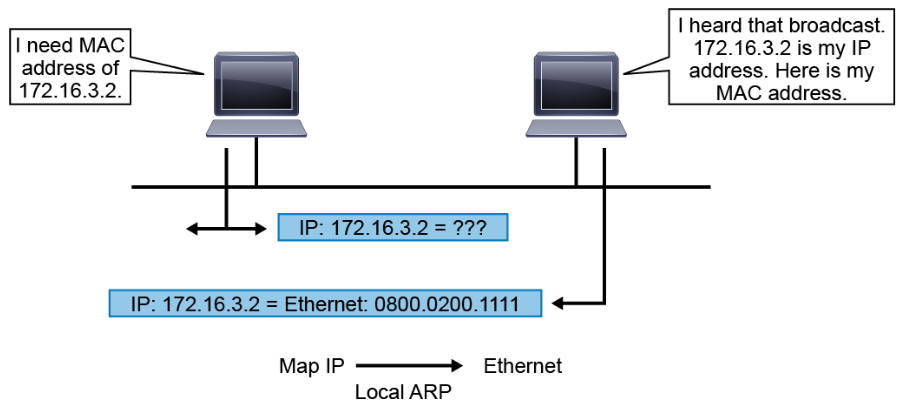 I need MAC
address of
172.16.3.2.
I heard that broadcast.
172.16.3.2 is my IP
address. Here is my
MAC address.
IP: 172.16.3.2 = ???
IP: 172.16.3.2 = Ethernet: 0800.0200.1111
Map IP Ethernet
Local ARP